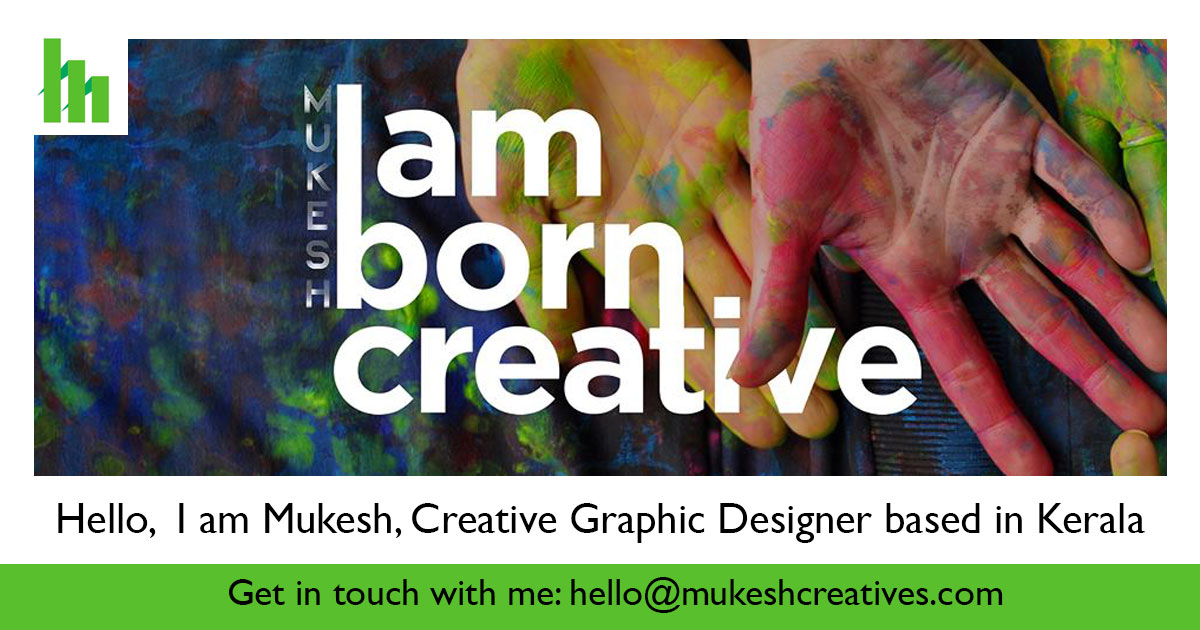 MUKESH
I am
born
creative
Hello, I am Mukesh, Creative Graphic Designer based in Kerala
Get in touch with me: hello@mukeshcreatives.com